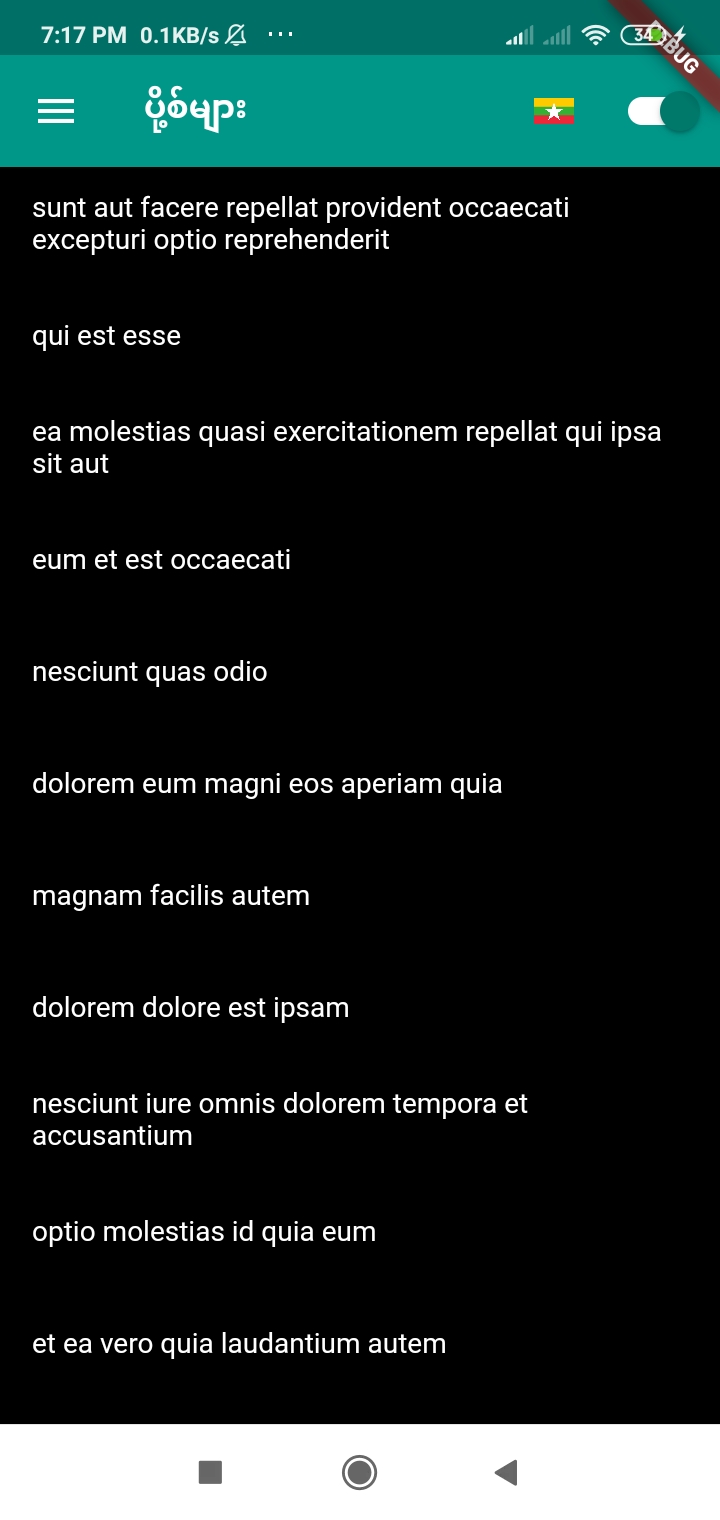 7:17 PM 0.1KB/s ...
34
DEBUG
ပို့စ်များ
sunt aut facere repellat provident occaecati
excepturi optio reprehenderit
qui est esse
ea molestias quasi exercitationem repellat qui ipsa
sit aut
eum et est occaecati
nesciunt quas odio
dolorem eum magni eos aperiam quia
magnam facilis autem
dolorem dolore est ipsam
nesciunt iure omnis dolorem tempora et
accusantium
optio molestias id quia eum
et ea vero quia laudantium autem